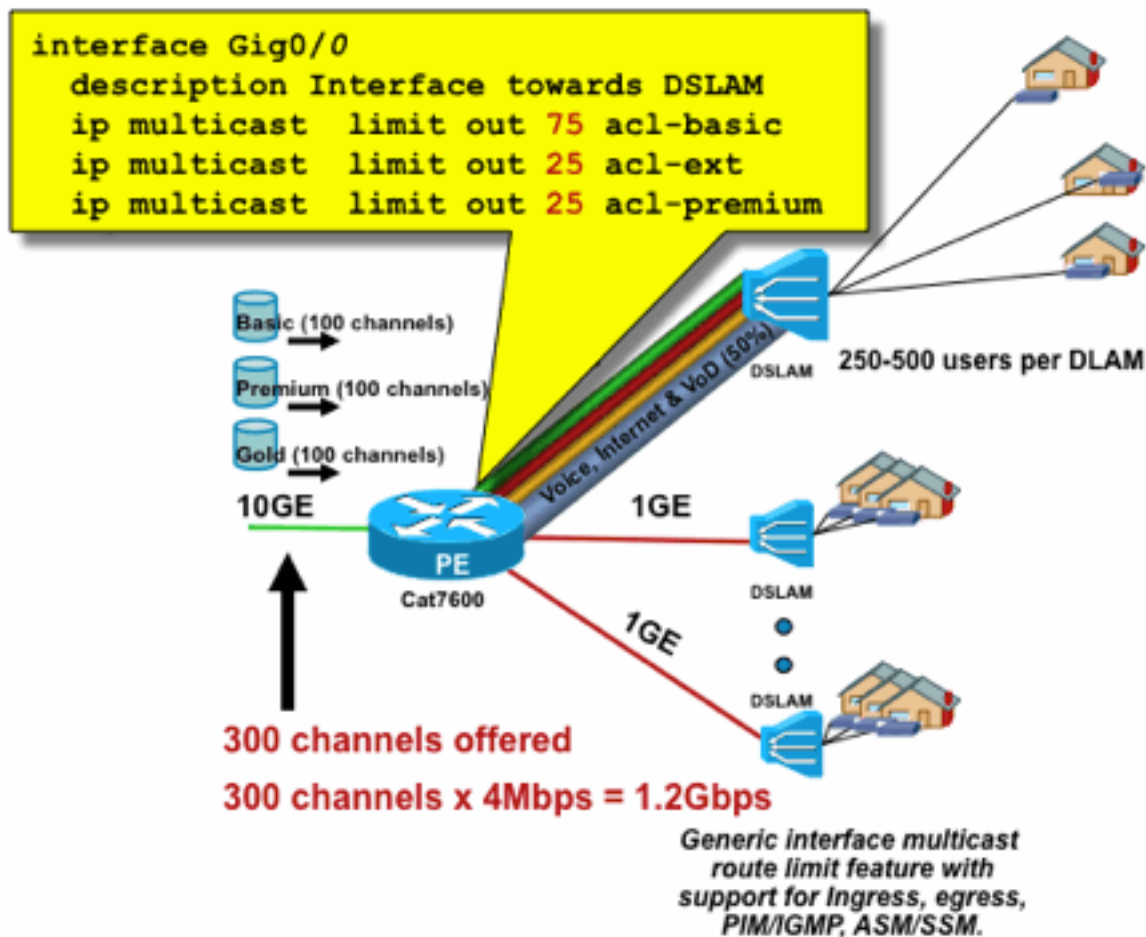 interface Gig0/0
description Interface towards DSLAM
ip multicast limit out 75 acl-basic
ip multicast limit out 25 acl-ext
ip multicast limit out 25 acl-premium
Basic (100 channels)
Premium (100 channels)
Gold (100 channels)
10GE
PE
Cat7600
Voice, Internet & VoD (50%)
DSLAM
250-500 users per DLAM
1GE
DSLAM
1GE
DSLAM
300 channels offered
300 channels x 4Mbps = 1.2Gbps
Generic interface multicast
route limit feature with
support for Ingress, egress,
PIM/IGMP, ASM/SSM.